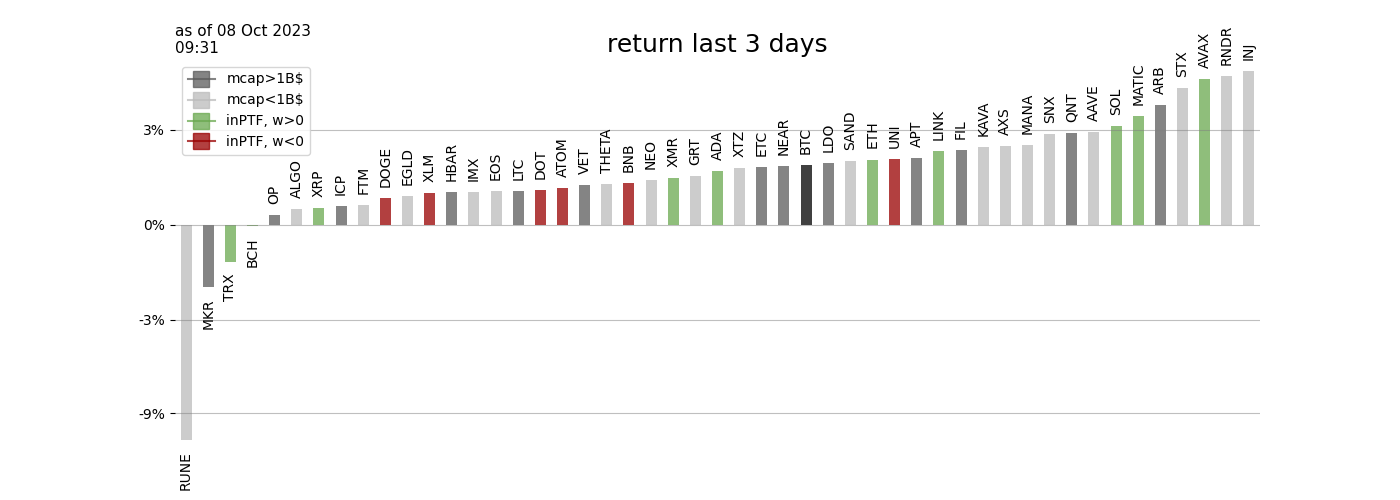 as of 08 Oct 2023
09:31
return last 3 days
mcap>1B$
mcap<1B$
inPTF, w>0
inPTF, w<0
3%
0%
-3%
-9%
RUNE
MKR
TRX
BCH
OP
ALGO
XRP
ICP
FTM
DOGE
EGLD
XLM
HBAR
IMX
EOS
LTC
DOT
ATOM
VET
THETA
BNB
NEO
XMR
GRT
ADA
XTZ
ETC
NEAR
BTC
LDO
SAND
ETH
UNI
APT
LINK
FIL
KAVA
AXS
MANA
SNX
QNT
AAVE
SOL
MATIC
ARB
STX
AVAX
RNDR
INJ